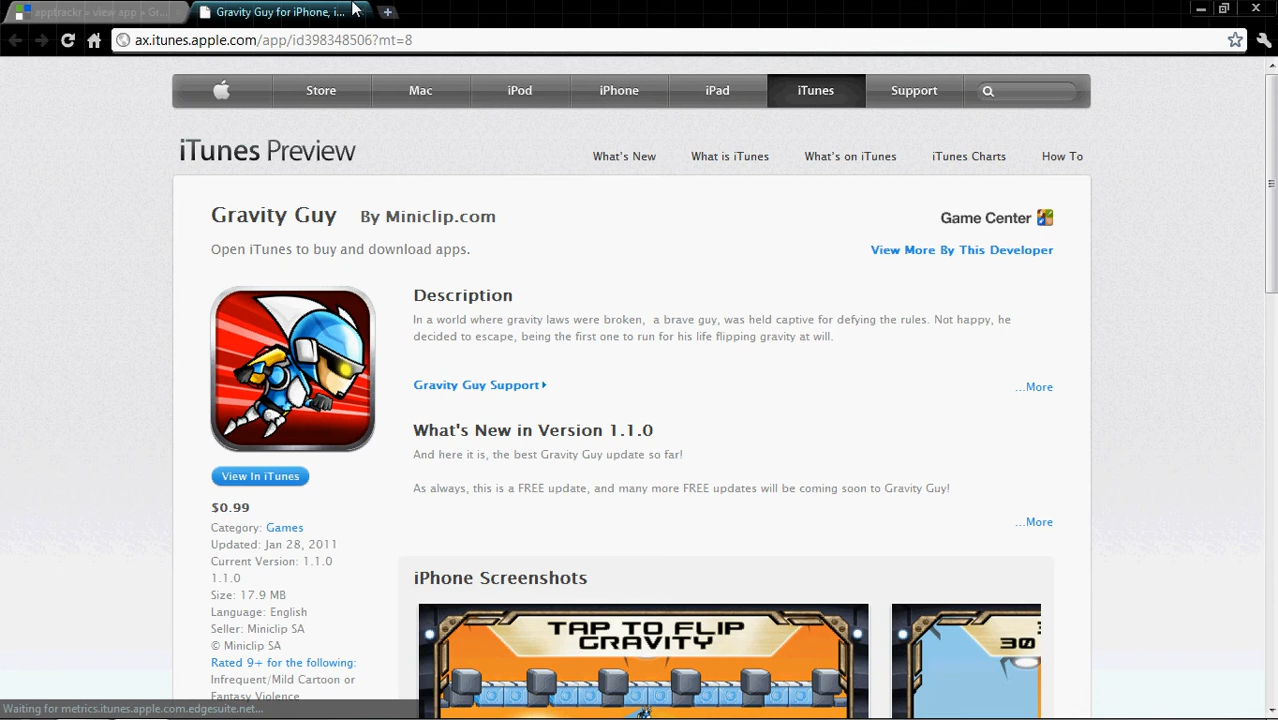 apptrackr » view app » Gr...
Gravity Guy for iPhone, i...
ax.itunes.apple.com/app/id398348506?mt=8
Store
Mac
iPod
iPhone
iPad
iTunes
Support
iTunes Preview
What's New
What is iTunes
What's on iTunes
iTunes Charts
How To
Gravity Guy
By Miniclip.com
Game Center
Open iTunes to buy and download apps.
View More By This Developer
Description
In a world where gravity laws were broken, a brave guy, was held captive for defying the rules. Not happy, he
decided to escape, being the first one to run for his life flipping gravity at will.
Gravity Guy Support
...More
What's New in Version 1.1.0
And here it is, the best Gravity Guy update so far!
As always, this is a FREE update, and many more FREE updates will be coming soon to Gravity Guy!
...More
View In iTunes
$0.99
Category: Games
Updated: Jan 28, 2011
Current Version: 1.1.0
1.1.0
Size: 17.9 MB
Language: English
Seller: Miniclip SA
© Miniclip SA
Rated 9+ for the following:
Infrequent/Mild Cartoon or
Fantasy Violence
iPhone Screenshots
TAP TO FLIP
GRAVITY
30
Waiting for metrics.itunes.apple.com.edgesuite.net...